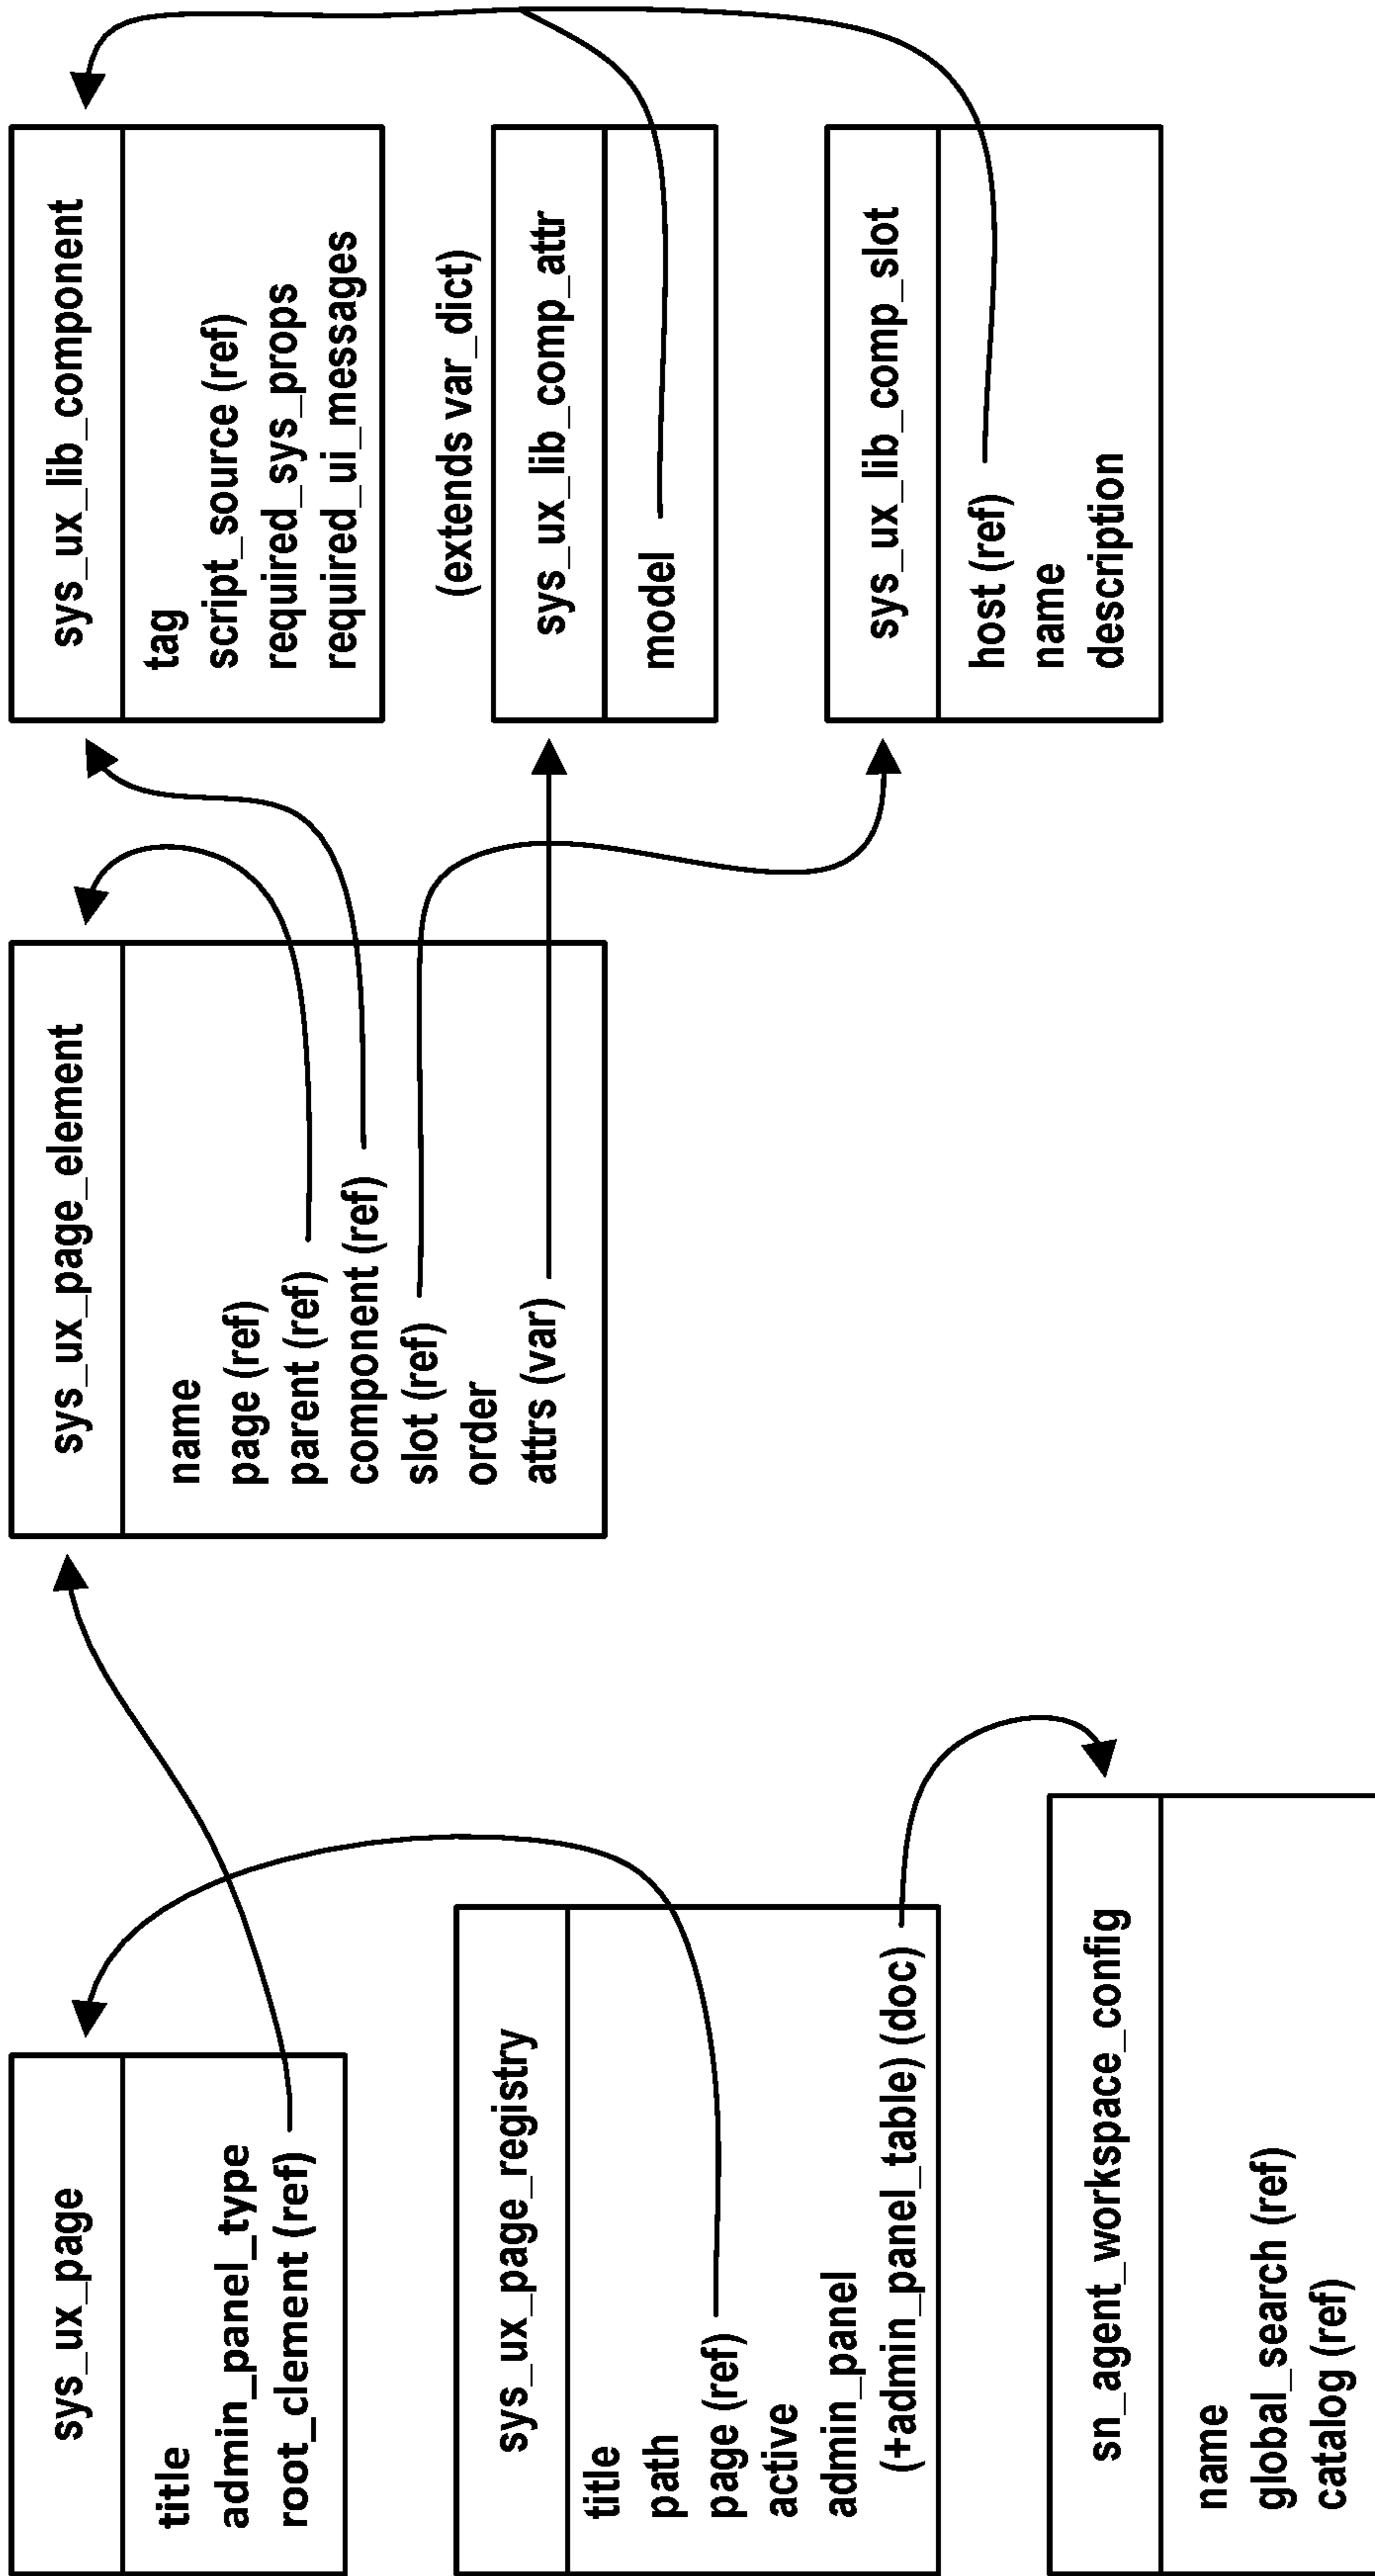 sys_ux_page
title
admin_panel_type
root_clement (ref)
sys_ux_page_registry
title
path
page (ref)
active
admin_panel
(+admin_panel_table) (doc)
sn_agent_workspace_config
name
global_search (ref)
catalog (ref)
sys_ux_page_element
name
page (ref)
parent (ref)
component (ref)
slot (ref)
order
attrs (var)
sys_ux_lib_component
tag
script_source (ref)
required_sys_props
required_ui_messages
(extends var_dict)
sys_ux_lib_comp_attr
model
sys_ux_lib_comp_slot
host (ref)
name
description